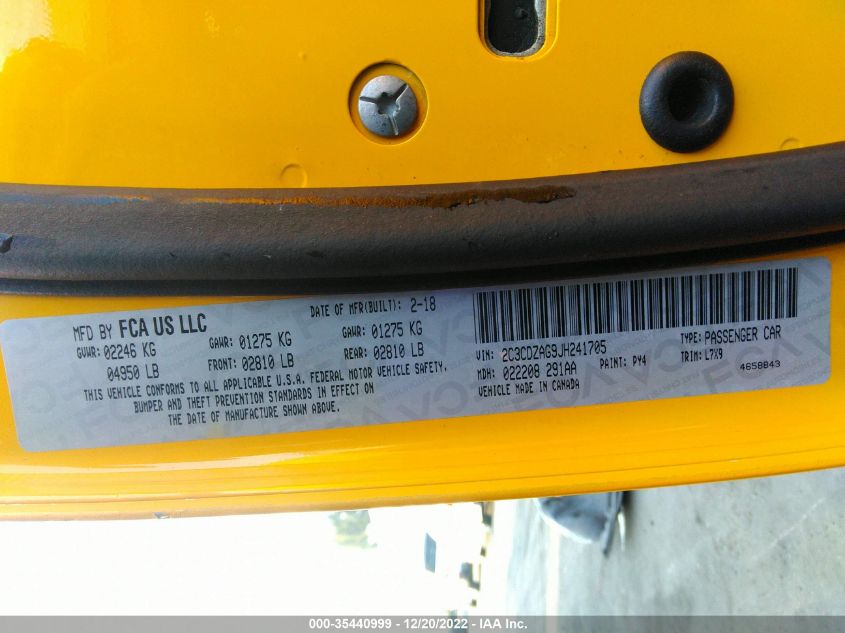 MFD BY FCA US LLC
DATE OF MFR(BUILT): 2-18
GVWR: 02246 KG
GAWR: 01275 KG
GAWR: 01275 KG
04950 LB
FRONT: 02810 LB
REAR: 02810 LB
THIS VEHICLE CONFORMS TO ALL APPLICABLE U.S.A. FEDERAL MOTOR VEHICLE SAFETY,
BUMPER AND THEFT PREVENTION STANDARDS IN EFFECT ON
THE DATE OF MANUFACTURE SHOWN ABOVE.
VIN: 2C3CDZAG9JH241705
TYPE: PASSENGER CAR
MDH: 022208 291AA
PAINT: PY4
TRIM: L7X9
VEHICLE MADE IN CANADA
4658843
000-35440999 - 12/20/2022 - IAA Inc.